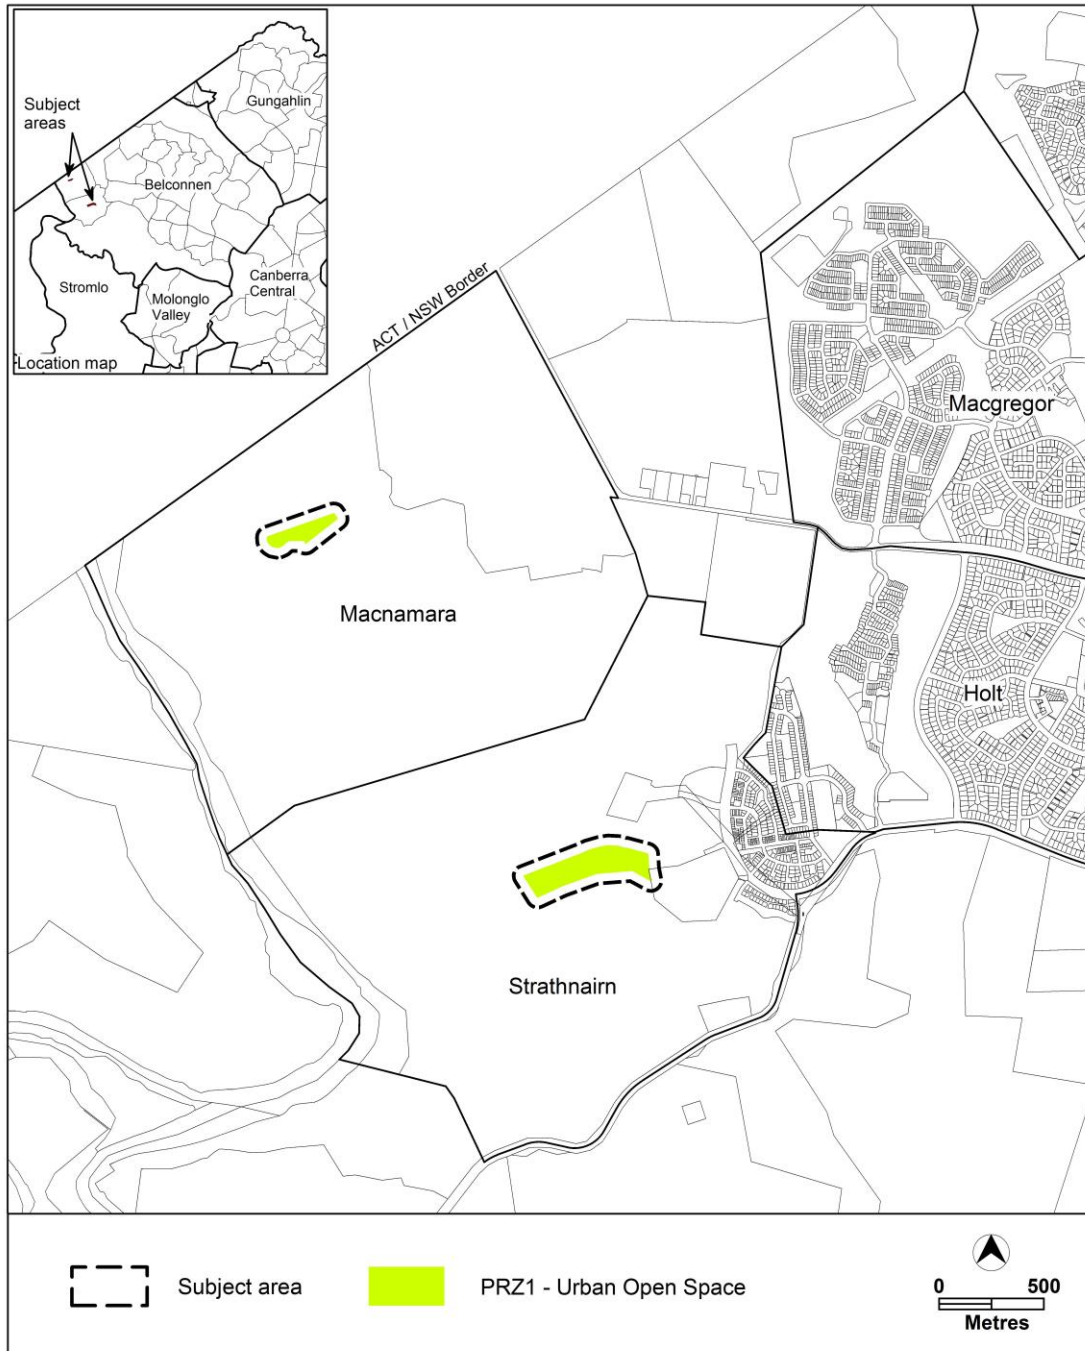 Subject
areas
Gungahlin
Belconnen
Stromlo
Molonglo
Valley
Canberra
Central
Location map
ACT / NSW Border
Macgregor
Macnamara
Holt
Strathnairn
Subject area
PRZ1 - Urban Open Space
0 500
Metres